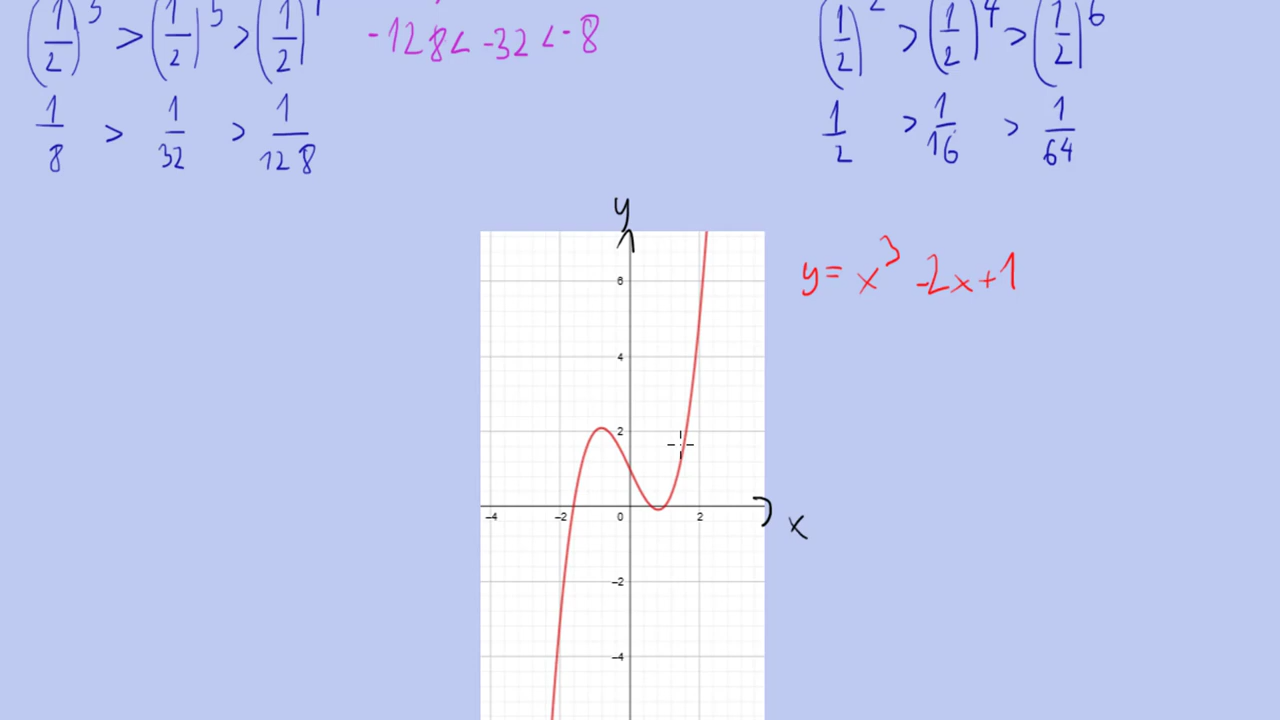 (1/2)^3 > (1/2)^5 > (1/2)
-128 < -32 < -8
(1/2)^2 > (1/2)^4 > (1/2)^6
1/8 > 1/32 > 1/128
1/2 > 1/16 > 1/64
y
y = x^3 - 2x + 1
6
4
2
-4 -2 0 2
x
-2
-4